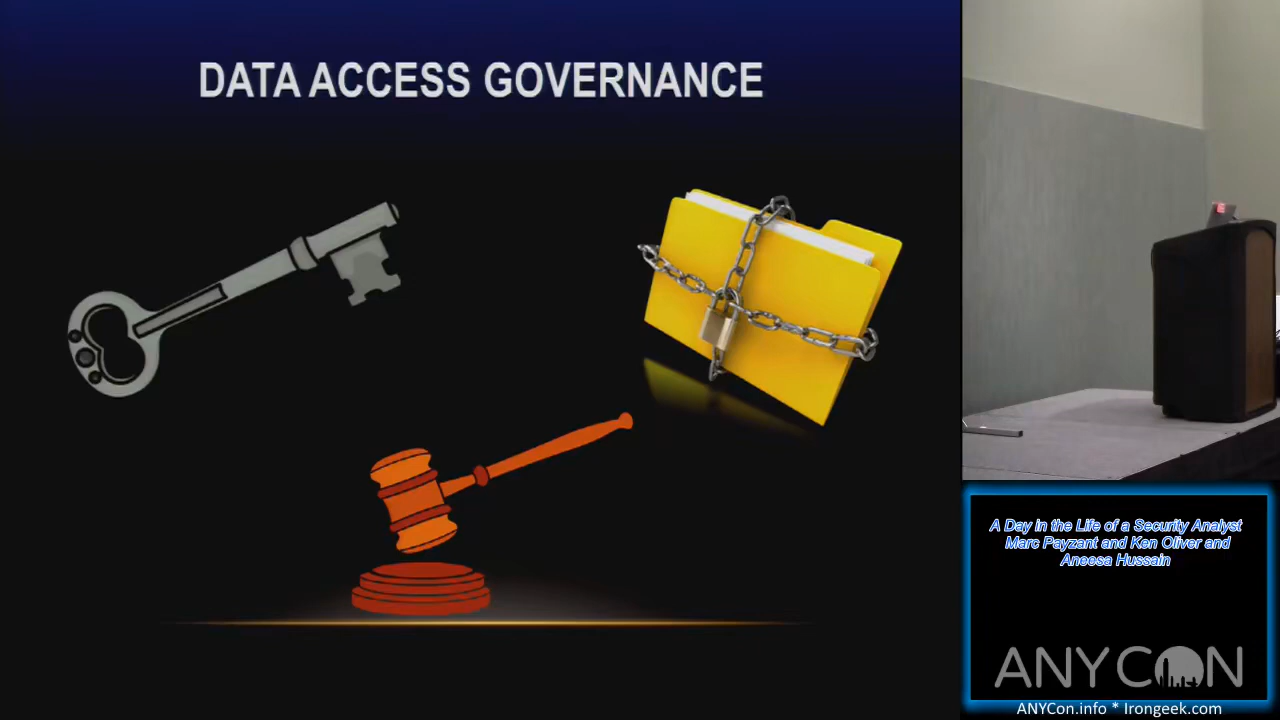 DATA ACCESS GOVERNANCE
A Day in the Life of a Security Analyst
Marc Payzant and Ken Oliver and
Aneesa Hussain
ANYCON
ANYCon.info * Irongeek.com